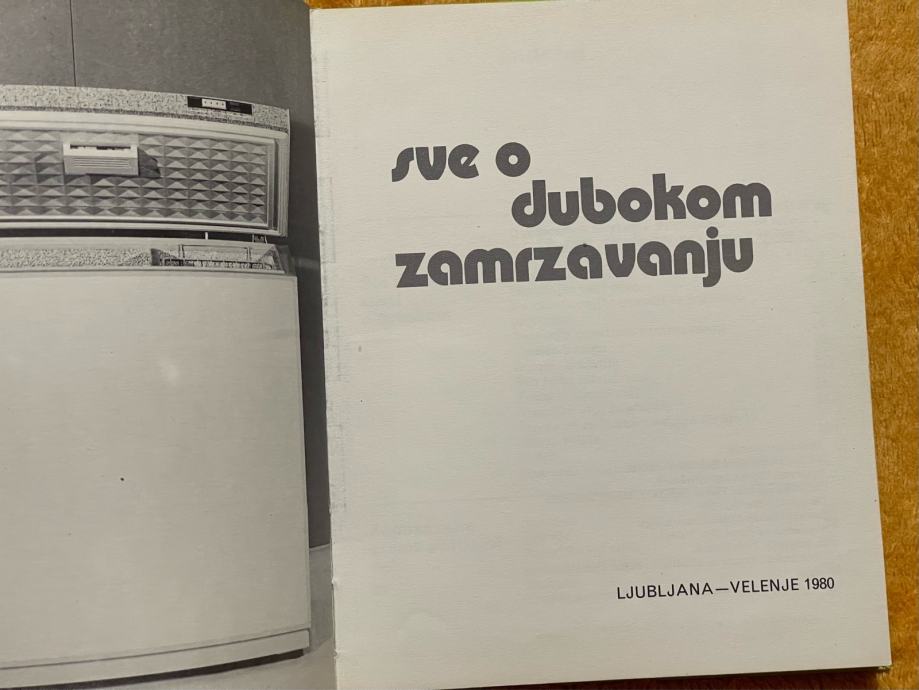 sve o
dubokom
zamrzavanju
LJUBLJANA—VELENJE 1980